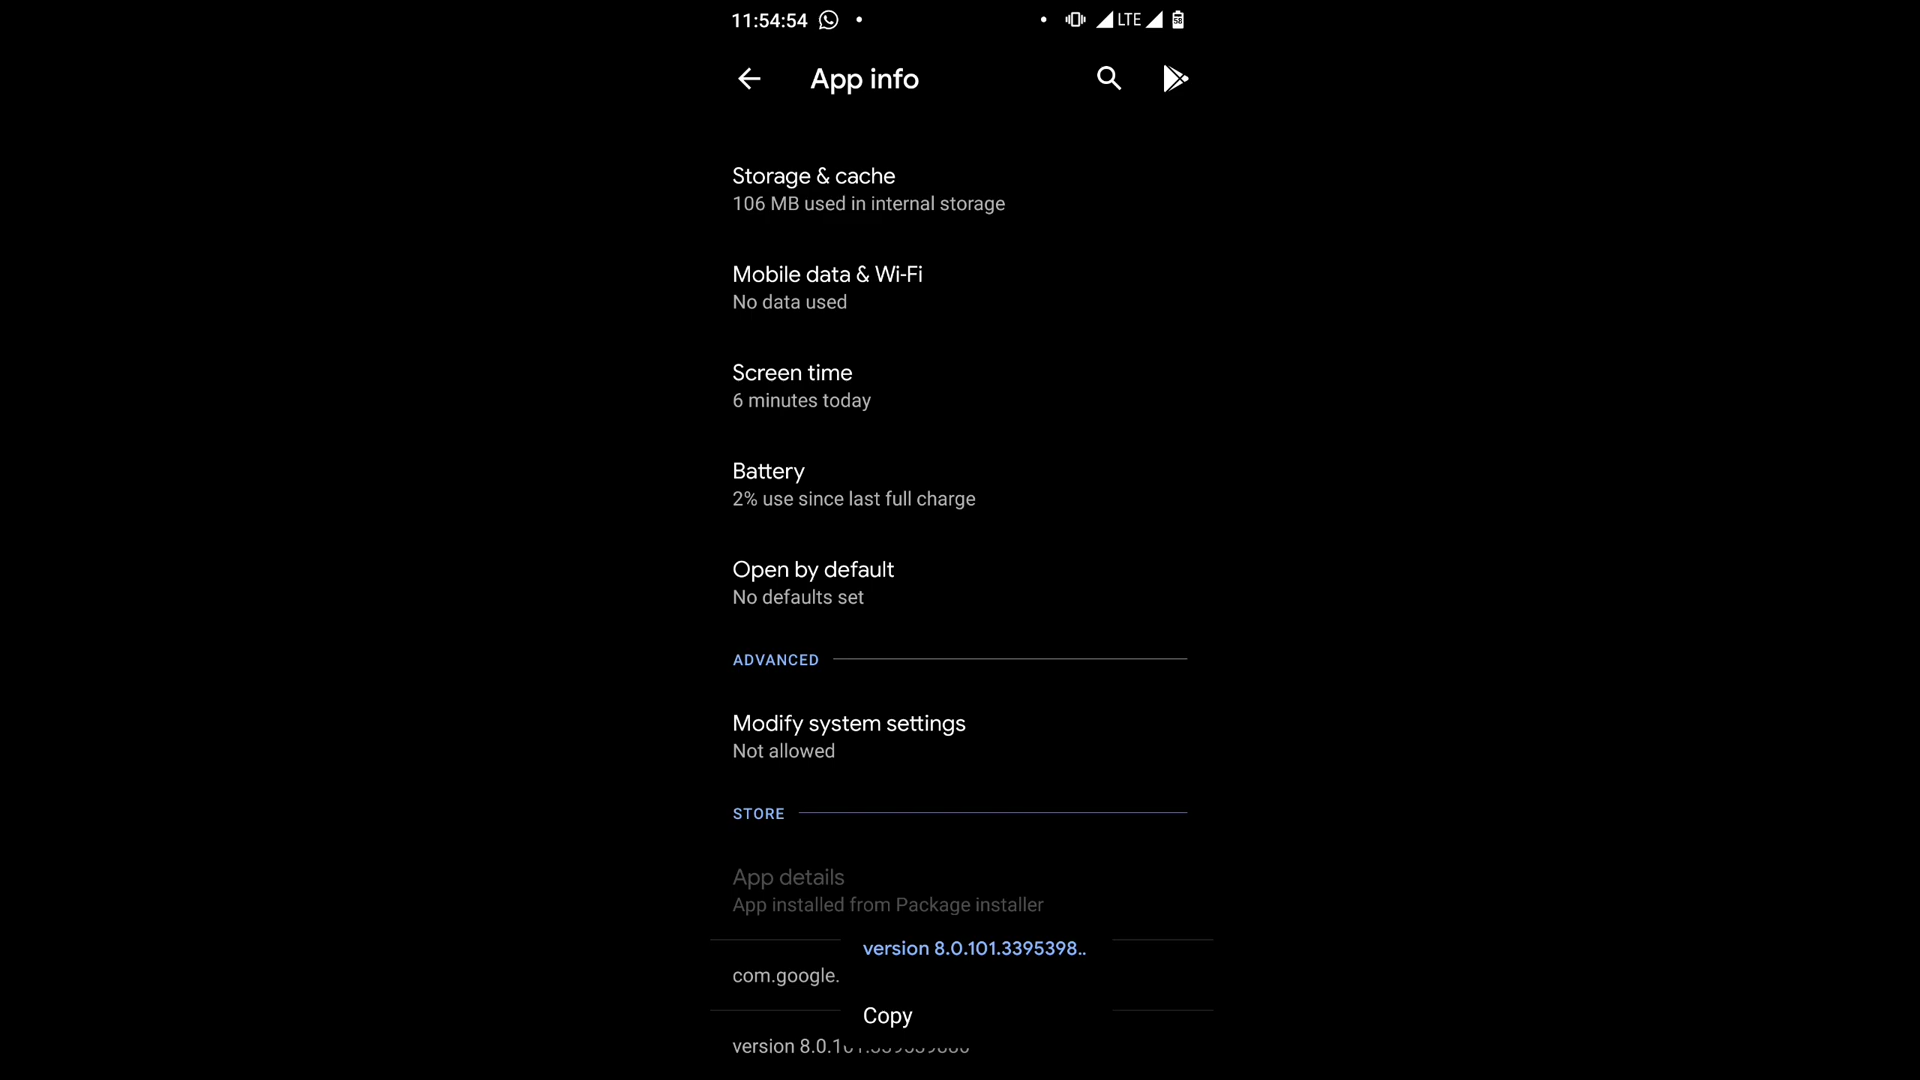 11:54:54
LTE
58
App info
Storage & cache
106 MB used in internal storage
Mobile data & Wi-Fi
No data used
Screen time
6 minutes today
Battery
2% use since last full charge
Open by default
No defaults set
ADVANCED
Modify system settings
Not allowed
STORE
App details
App installed from Package installer
version 8.0.101.3395398..
com.google.
Copy
version 8.0.1